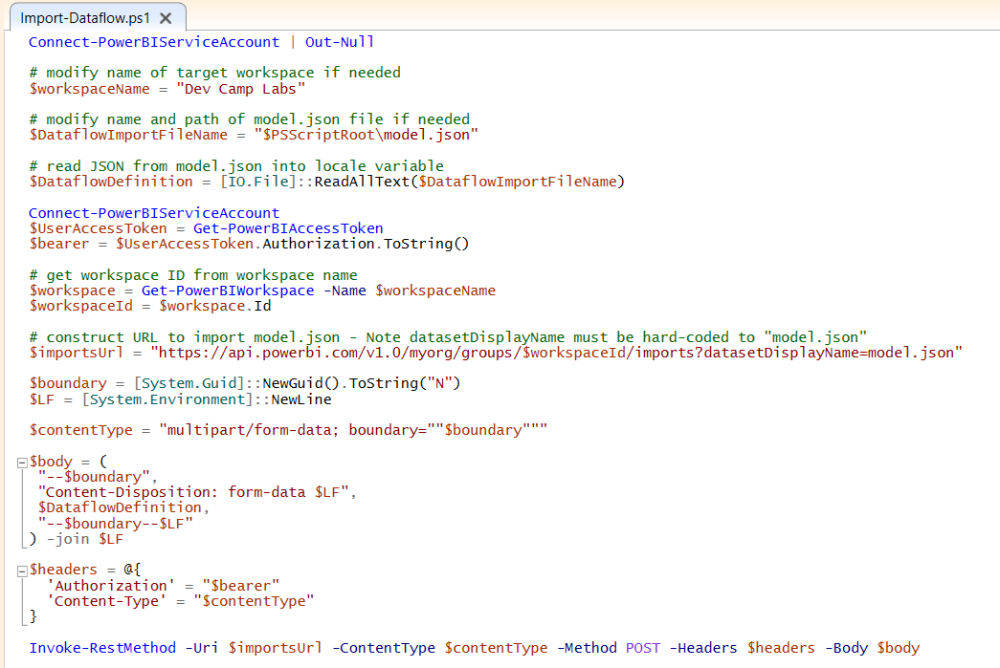 Import-Dataflow.ps1
Connect-PowerBIServiceAccount | Out-Null
# modify name of target workspace if needed
$workspaceName = "Dev Camp Labs"
# modify name and path of model.json file if needed
$DataflowImportFileName = "$PSScriptRoot\model.json"
# read JSON from model.json into locale variable
$DataflowDefinition = [IO.File]::ReadAllText($DataflowImportFileName)
Connect-PowerBIServiceAccount
$UserAccessToken = Get-PowerBIAccessToken
$bearer = $UserAccessToken.Authorization.ToString()
# get workspace ID from workspace name
$workspace = Get-PowerBIWorkspace -Name $workspaceName
$workspaceId = $workspace.Id
# construct URL to import model.json - Note datasetDisplayName must be hard-coded to "model.json"
$importsUrl = "https://api.powerbi.com/v1.0/myorg/groups/$workspaceId/imports?datasetDisplayName=model.json"
$boundary = [System.Guid]::NewGuid().ToString("N")
$LF = [System.Environment]::NewLine
$contentType = "multipart/form-data; boundary=""$boundary"""
$body = (
"--$boundary",
"Content-Disposition: form-data $LF",
$DataflowDefinition,
"--$boundary--$LF"
) -join $LF
$headers = @{
'Authorization' = "$bearer"
'Content-Type' = "$contentType"
}
Invoke-RestMethod -Uri $importsUrl -ContentType $contentType -Method POST -Headers $headers -Body $body